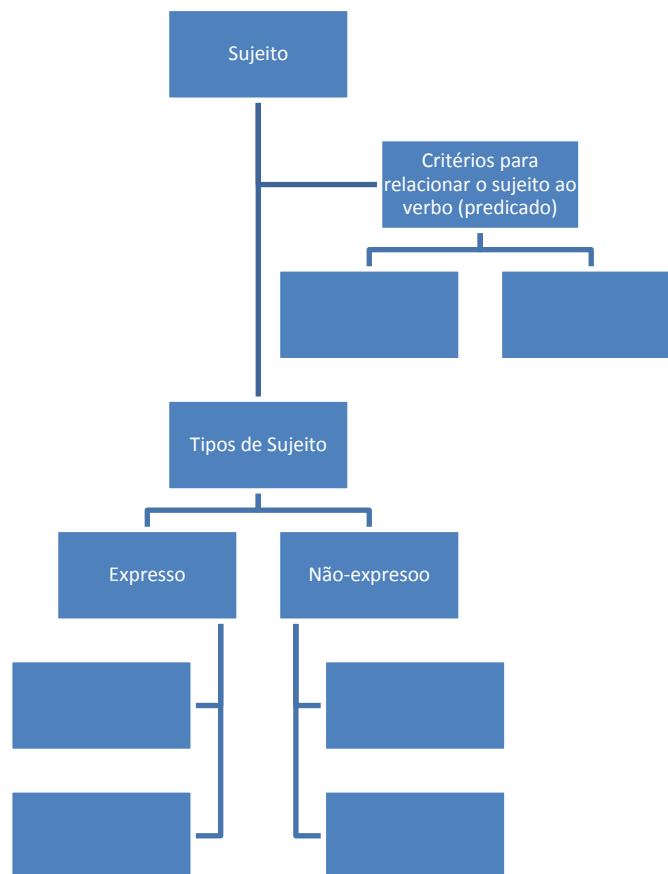 Sujeito
Critérios para
relacionar o sujeito ao
verbo (predicado)
Tipos de Sujeito
Expresso
Não-expresoo